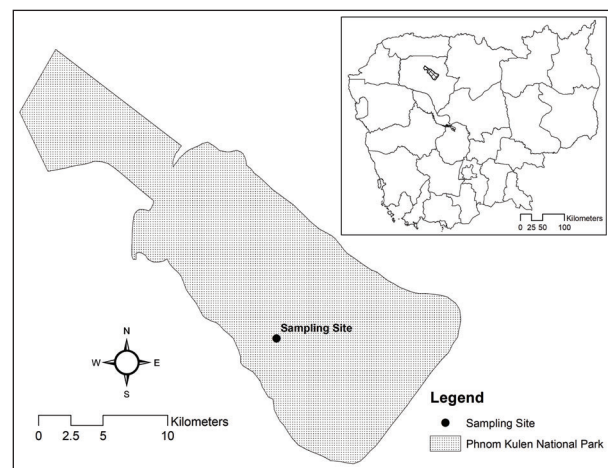 Kilometers
0 25 50 100
Sampling Site
N
W E
S
Kilometers
0 2.5 5 10
Legend
Sampling Site
Phnom Kulen National Park